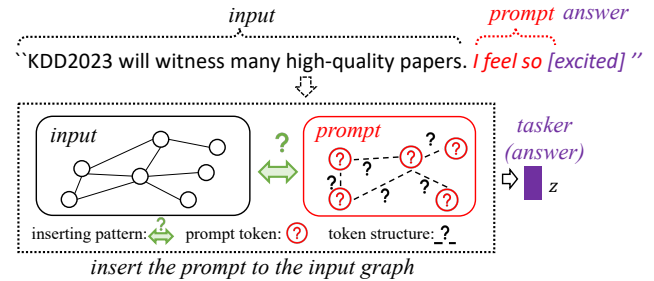 input prompt answer
``KDD2023 will witness many high-quality papers. I feel so [excited] ’’
input ? prompt tasker
(answer)
? ? ? ? ?
? ? ? ? ?
z
inserting pattern: ? prompt token: ? token structure: _?_
insert the prompt to the input graph